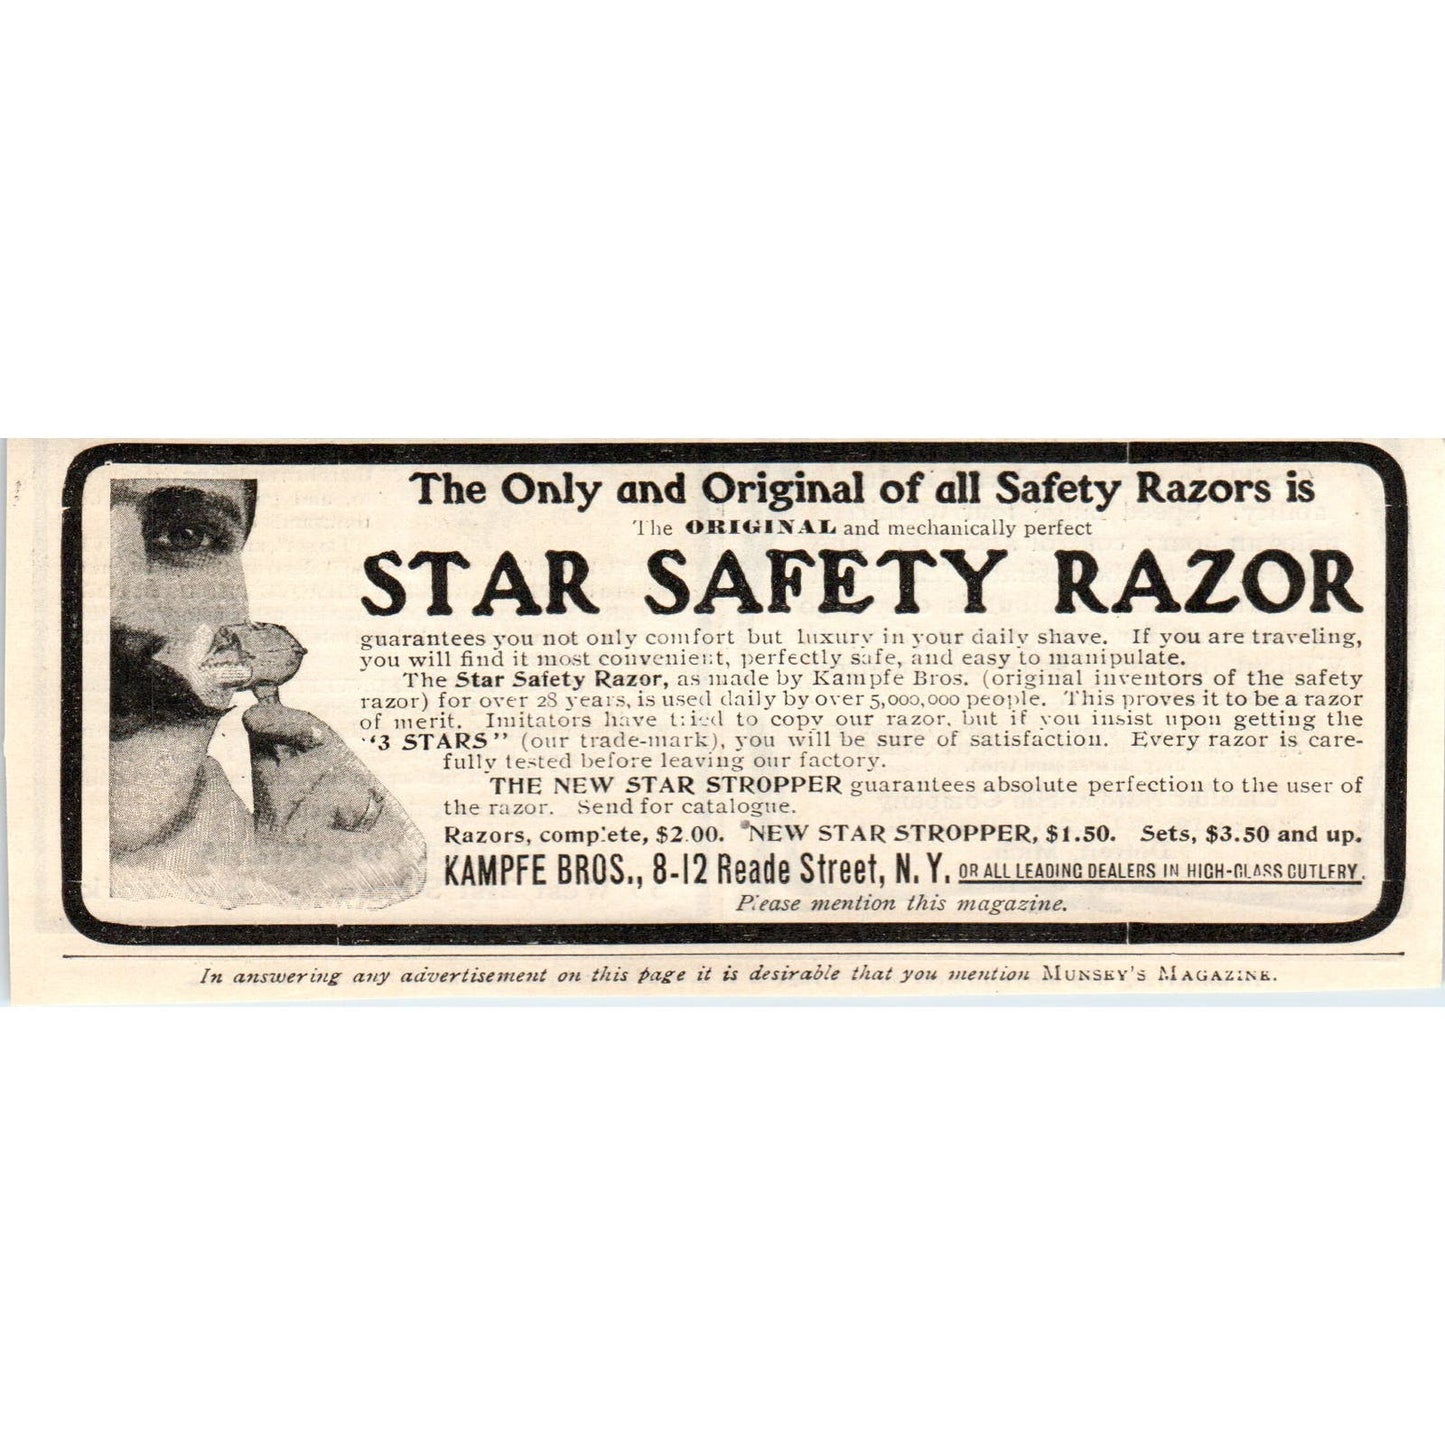 The Only and Original of all Safety Razors is
The ORIGINAL and mechanically perfect
STAR SAFETY RAZOR
guarantees you not only comfort but luxury in your daily shave. If you are traveling,
you will find it most convenient, perfectly safe, and easy to manipulate.
The Star Safety Razor, as made by Kampfe Bros. (original inventors of the safety
razor) for over 28 years, is used daily by over 5,000,000 people. This proves it to be a razor
of merit. Imitators have tried to copy our razor, but if you insist upon getting the
"3 STARS" (our trade-mark), you will be sure of satisfaction. Every razor is care-
fully tested before leaving our factory.
THE NEW STAR STROPPER guarantees absolute perfection to the user of
the razor. Send for catalogue.
Razors, complete, $2.00. NEW STAR STROPPER, $1.50. Sets, $3.50 and up.
KAMPFE BROS., 8-12 Reade Street, N. Y. OR ALL LEADING DEALERS IN HIGH-CLASS CUTLERY.
Please mention this magazine.
In answering any advertisement on this page it is desirable that you mention MUNSEY'S MAGAZINE.